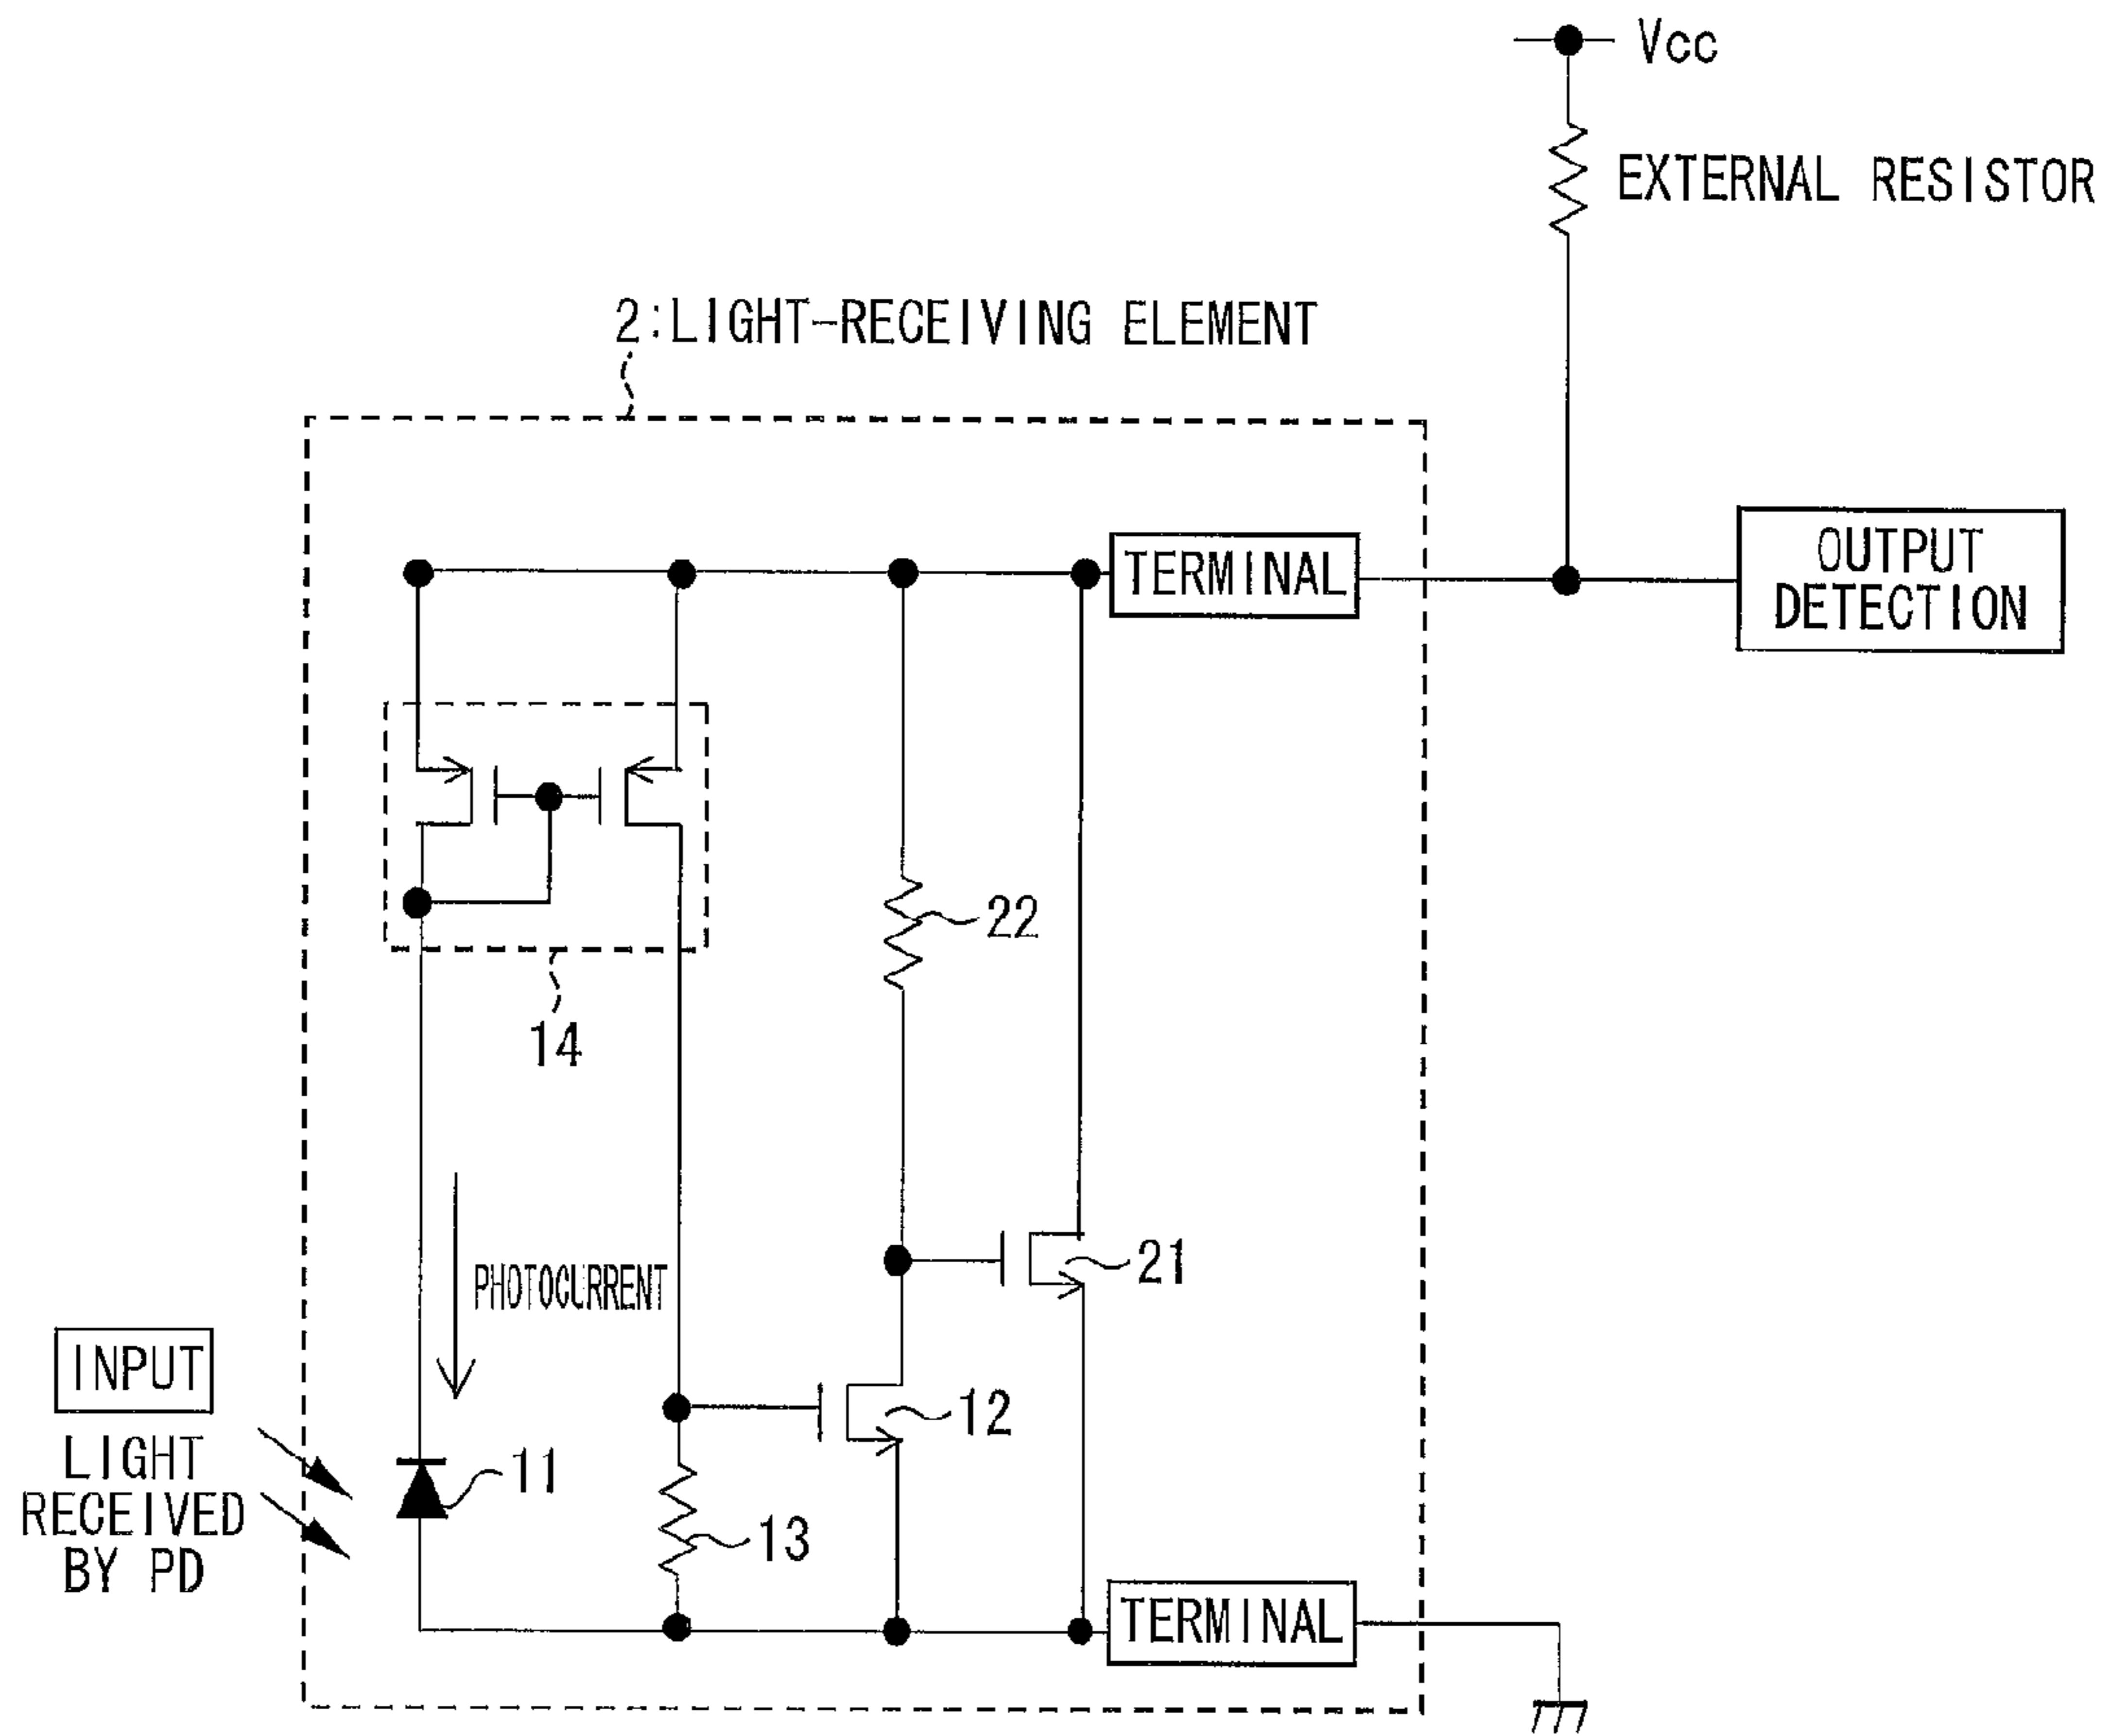 Vcc
EXTERNAL RESISTOR
2:LIGHT-RECEIVING ELEMENT
TERMINAL
OUTPUT
DETECTION
22
14
21
PHOTOCURRENT
INPUT
12
LIGHT
RECEIVED
BY PD
11
13
TERMINAL